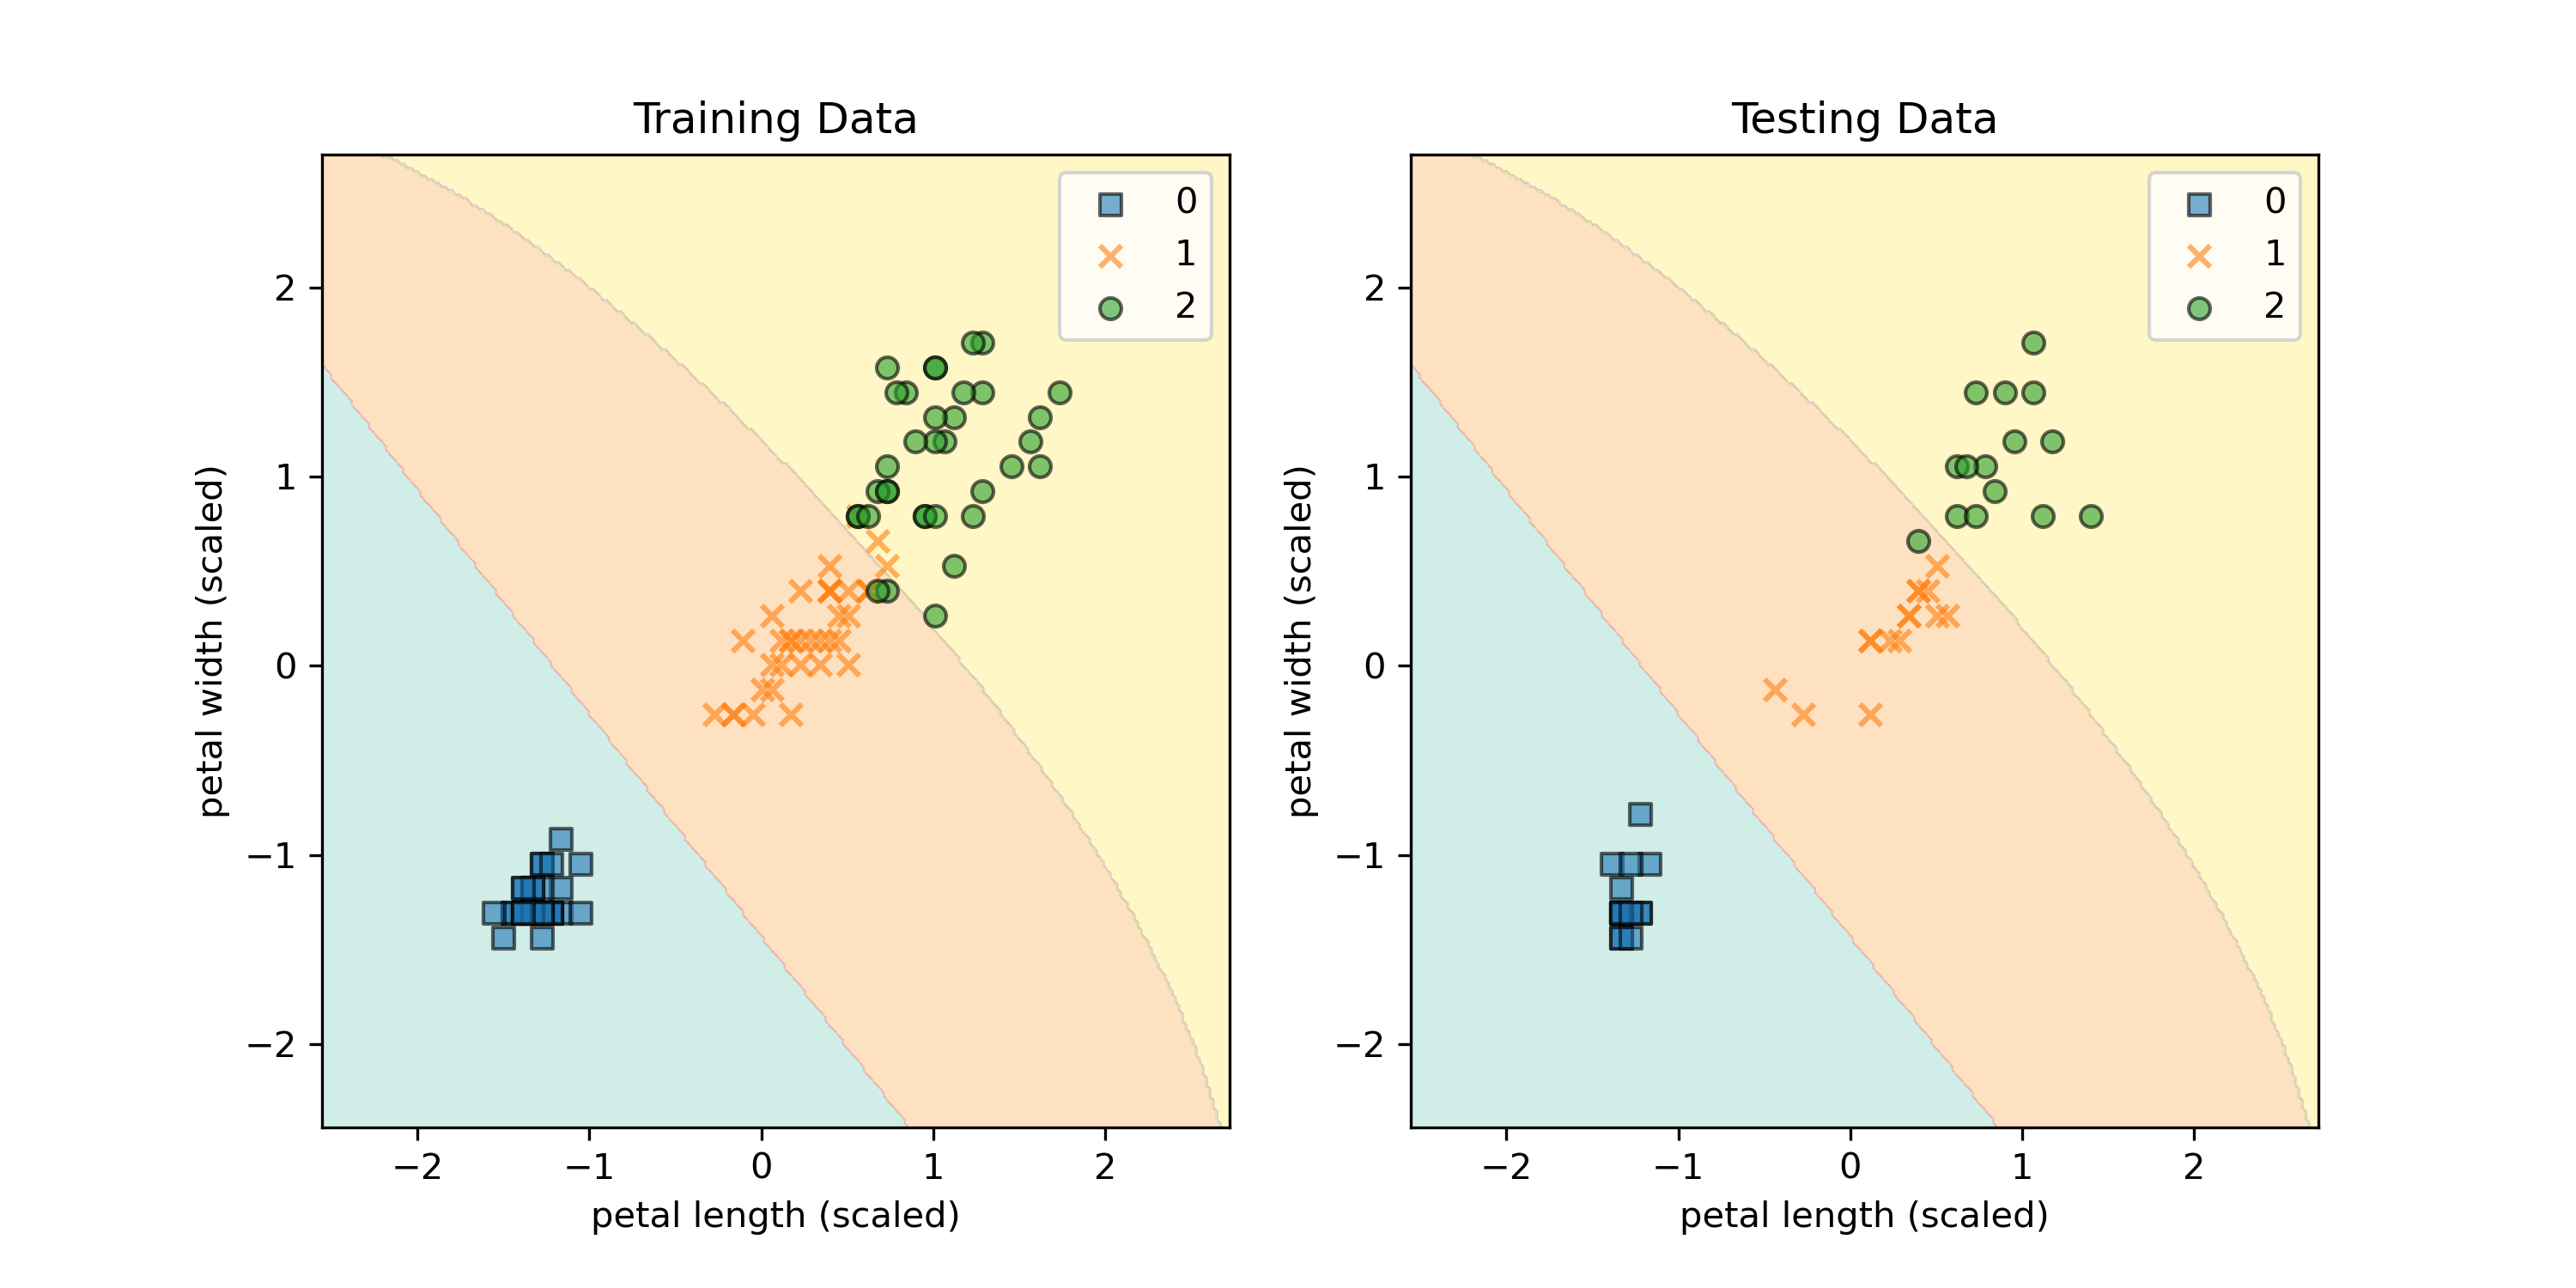 Training Data
0
1
2
2
1
0
−1
−2
petal width (scaled)
−2 −1 0 1 2
petal length (scaled)
Testing Data
0
1
2
2
1
0
−1
−2
petal width (scaled)
−2 −1 0 1 2
petal length (scaled)